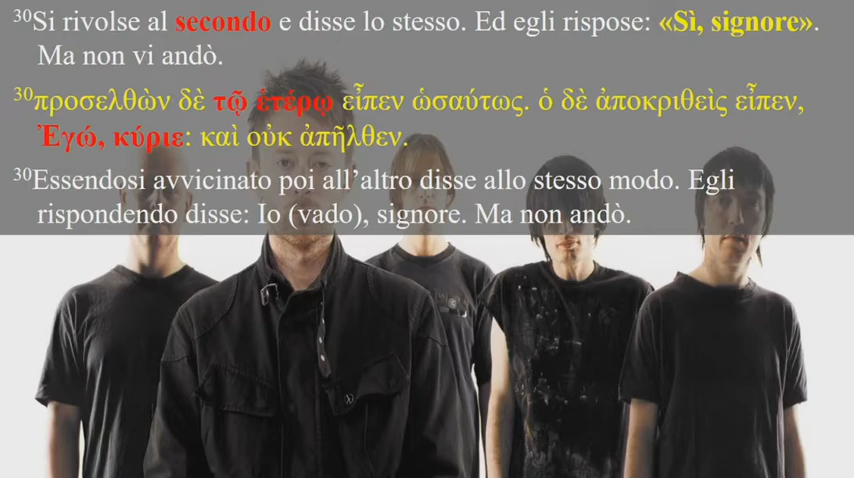 30Si rivolse al secondo e disse lo stesso. Ed egli rispose: «Sì, signore».
Ma non vi andò.
30προσελθὼν δὲ τῷ ἑτέρῳ εἶπεν ὡσαύτως. ὁ δὲ ἀποκριθεὶς εἶπεν,
Ἐγώ, κύριε: καὶ οὐκ ἀπῆλθεν.
30Essendosi avvicinato poi all’altro disse allo stesso modo. Egli
rispondendo disse: Io (vado), signore. Ma non andò.